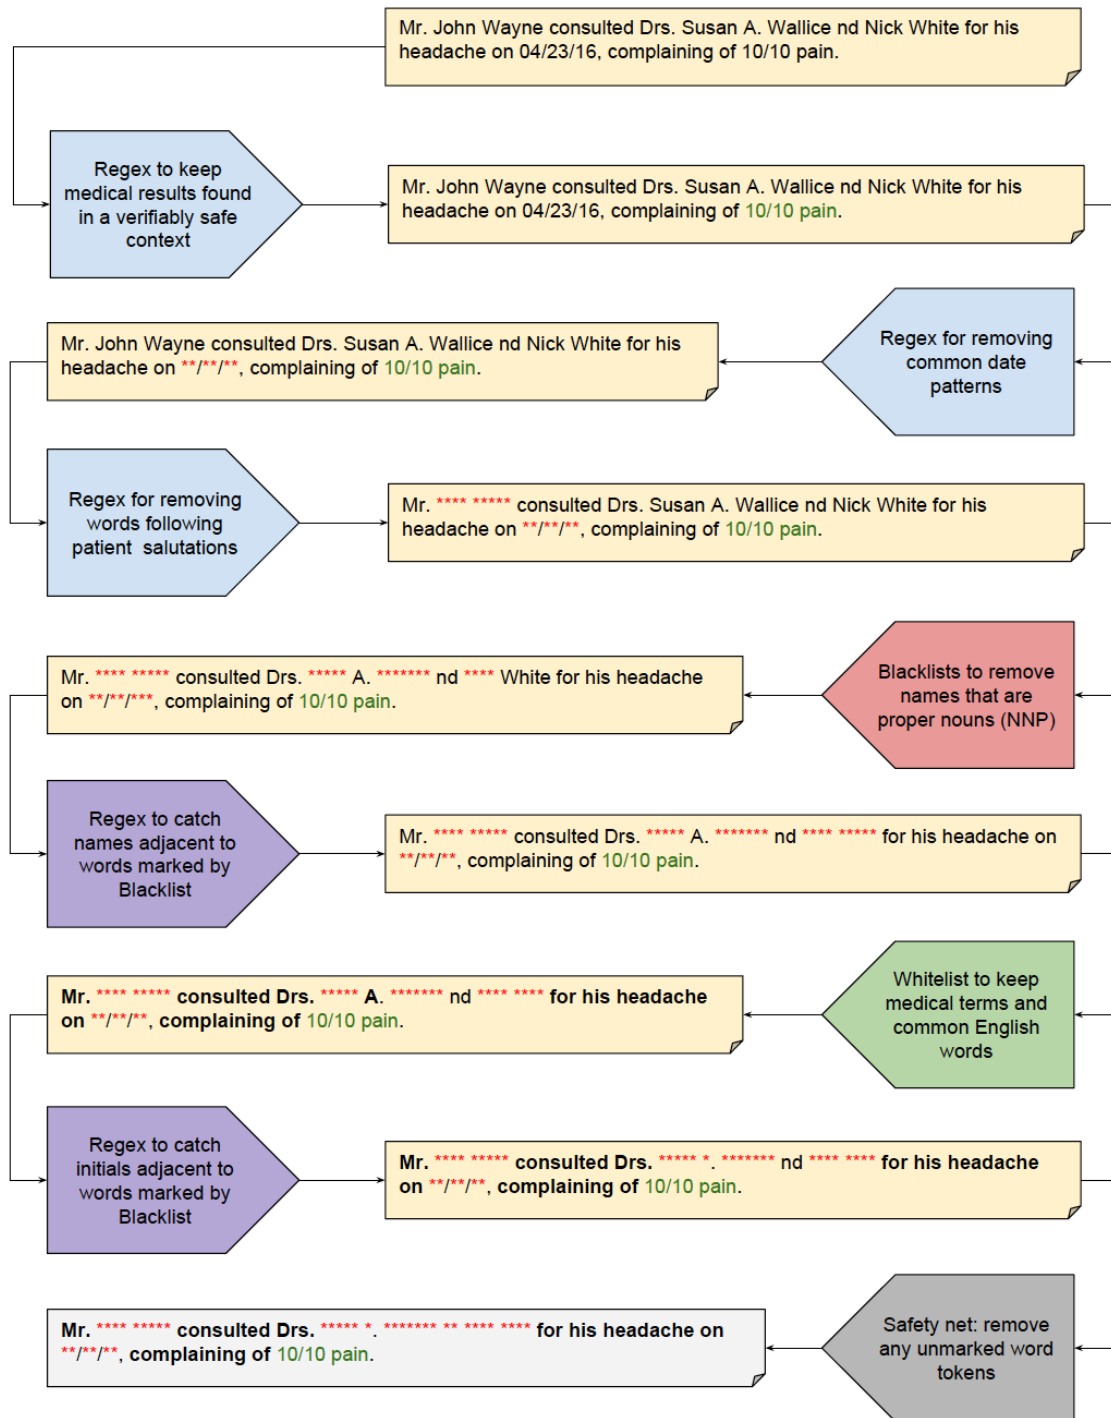 Mr. John Wayne consulted Drs. Susan A. Wallice nd Nick White for his
headache on 04/23/16, complaining of 10/10 pain.
Regex to keep
medical results found
in a verifiably safe
context
Mr. John Wayne consulted Drs. Susan A. Wallice nd Nick White for his
headache on 04/23/16, complaining of 10/10 pain.
Regex for removing
common date
patterns
Mr. John Wayne consulted Drs. Susan A. Wallice nd Nick White for his
headache on **/**/**, complaining of 10/10 pain.
Regex for removing
words following
patient salutations
Mr. **** ***** consulted Drs. Susan A. Wallice nd Nick White for his
headache on **/**/**, complaining of 10/10 pain.
Blacklists to remove
names that are
proper nouns (NNP)
Mr. **** ***** consulted Drs. ***** A. ******* nd **** White for his headache
on **/**/***, complaining of 10/10 pain.
Regex to catch
names adjacent to
words marked by
Blacklist
Mr. **** ***** consulted Drs. ***** A. ******* nd **** ***** for his headache on
**/**/**, complaining of 10/10 pain.
Whitelist to keep
medical terms and
common English
words
Mr. **** ***** consulted Drs. ***** A. ******* nd **** **** for his headache
on **/**/**, complaining of 10/10 pain.
Regex to catch
initials adjacent to
words marked by
Blacklist
Mr. **** ***** consulted Drs. ***** *. ******* nd **** **** for his headache
on **/**/**, complaining of 10/10 pain.
Safety net: remove
any unmarked word
tokens
Mr. **** ***** consulted Drs. ***** *. ******* ** **** **** for his headache on
**/**/**, complaining of 10/10 pain.